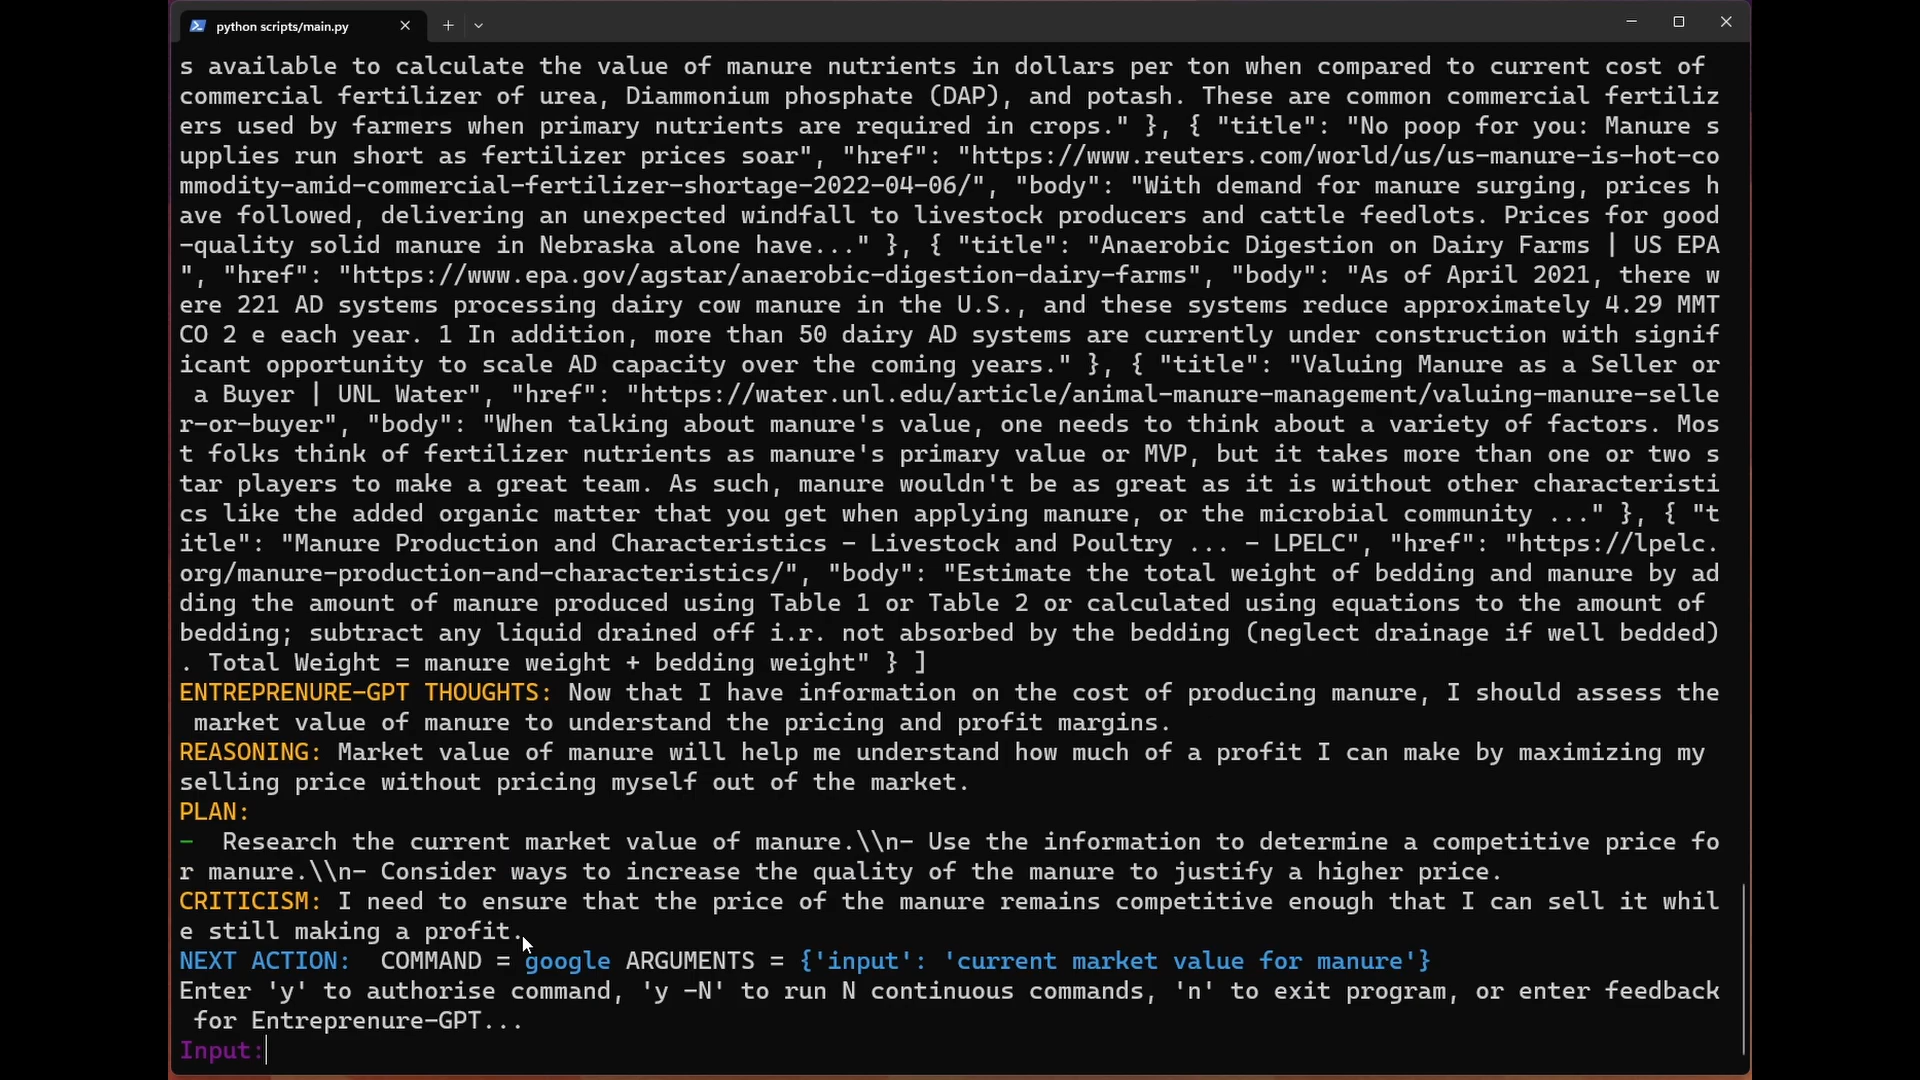 python scripts/main.py
s available to calculate the value of manure nutrients in dollars per ton when compared to current cost of
commercial fertilizer of urea, Diammonium phosphate (DAP), and potash. These are common commercial fertiliz
ers used by farmers when primary nutrients are required in crops." }, { "title": "No poop for you: Manure s
upplies run short as fertilizer prices soar", "href": "https://www.reuters.com/world/us/us-manure-is-hot-co
mmodity-amid-commercial-fertilizer-shortage-2022-04-06/", "body": "With demand for manure surging, prices h
ave followed, delivering an unexpected windfall to livestock producers and cattle feedlots. Prices for good
-quality solid manure in Nebraska alone have..." }, { "title": "Anaerobic Digestion on Dairy Farms | US EPA
", "href": "https://www.epa.gov/agstar/anaerobic-digestion-dairy-farms", "body": "As of April 2021, there w
ere 221 AD systems processing dairy cow manure in the U.S., and these systems reduce approximately 4.29 MMT
CO 2 e each year. 1 In addition, more than 50 dairy AD systems are currently under construction with signif
icant opportunity to scale AD capacity over the coming years." }, { "title": "Valuing Manure as a Seller or
 a Buyer | UNL Water", "href": "https://water.unl.edu/article/animal-manure-management/valuing-manure-selle
r-or-buyer", "body": "When talking about manure's value, one needs to think about a variety of factors. Mos
t folks think of fertilizer nutrients as manure's primary value or MVP, but it takes more than one or two s
tar players to make a great team. As such, manure wouldn't be as great as it is without other characteristi
cs like the added organic matter that you get when applying manure, or the microbial community ..." }, { "t
itle": "Manure Production and Characteristics – Livestock and Poultry ... - LPELC", "href": "https://lpelc.
org/manure-production-and-characteristics/", "body": "Estimate the total weight of bedding and manure by ad
ding the amount of manure produced using Table 1 or Table 2 or calculated using equations to the amount of
bedding; subtract any liquid drained off i.r. not absorbed by the bedding (neglect drainage if well bedded)
. Total Weight = manure weight + bedding weight" } ]
ENTREPRENURE-GPT THOUGHTS: Now that I have information on the cost of producing manure, I should assess the
 market value of manure to understand the pricing and profit margins.
REASONING: Market value of manure will help me understand how much of a profit I can make by maximizing my
selling price without pricing myself out of the market.
PLAN:
-  Research the current market value of manure.\\n- Use the information to determine a competitive price fo
r manure.\\n- Consider ways to increase the quality of the manure to justify a higher price.
CRITICISM: I need to ensure that the price of the manure remains competitive enough that I can sell it whil
e still making a profit.
NEXT ACTION:  COMMAND = google ARGUMENTS = {'input': 'current market value for manure'}
Enter 'y' to authorise command, 'y -N' to run N continuous commands, 'n' to exit program, or enter feedback
 for Entreprenure-GPT...
Input: